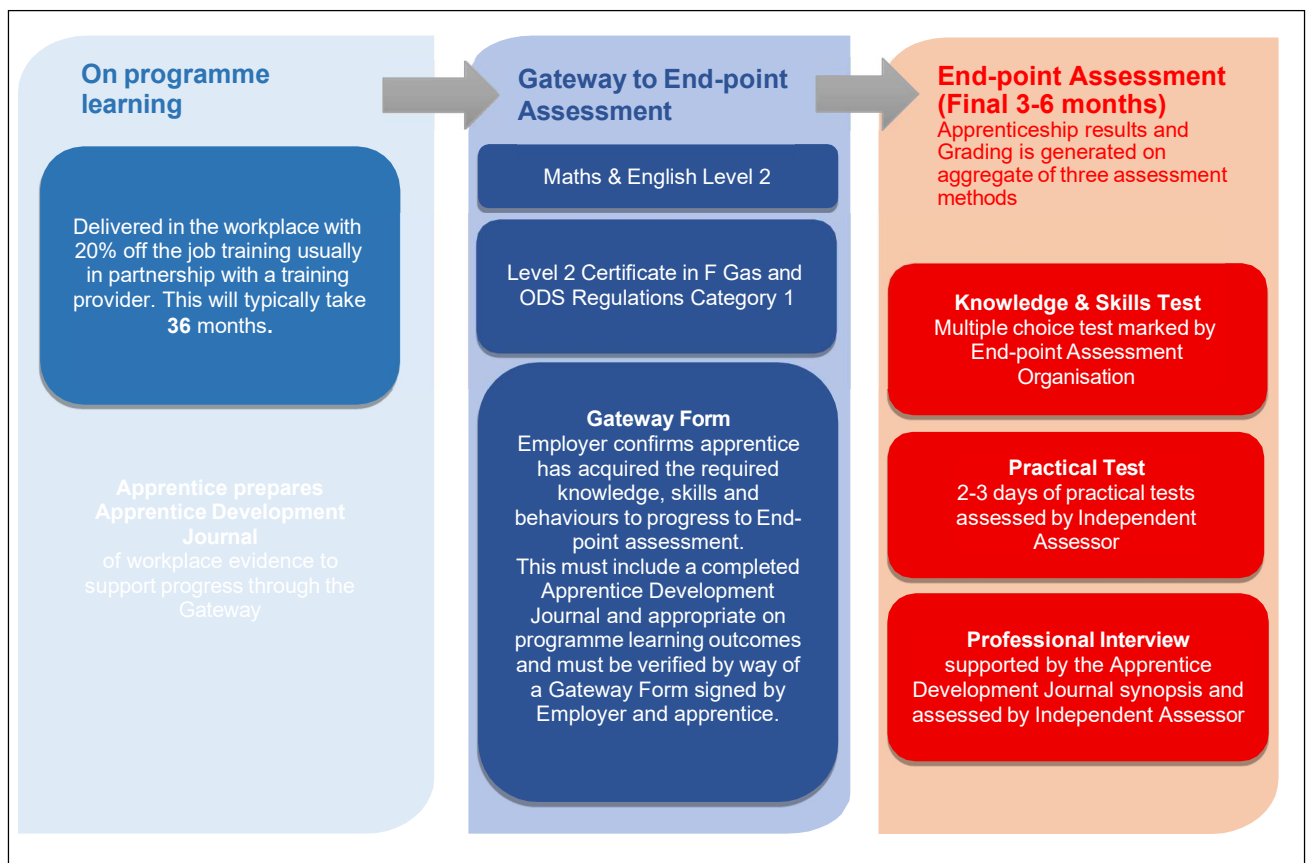 On programme
learning
Delivered in the workplace with
20% off the job training usually
in partnership with a training
provider. This will typically take
36 months.
Apprentice prepares
Apprentice Development
Journal
of workplace evidence to
support progress through the
Gateway
Gateway to End-point
Assessment
Maths & English Level 2
Level 2 Certificate in F Gas and
ODS Regulations Category 1
Gateway Form
Employer confirms apprentice
has acquired the required
knowledge, skills and
behaviours to progress to End-
point assessment.
This must include a completed
Apprentice Development
Journal and appropriate on
programme learning outcomes
and must be verified by way of
a Gateway Form signed by
Employer and apprentice.
End-point Assessment
(Final 3-6 months)
Apprenticeship results and
Grading is generated on
aggregate of three assessment
methods
Knowledge & Skills Test
Multiple choice test marked by
End-point Assessment
Organisation
Practical Test
2-3 days of practical tests
assessed by Independent
Assessor
Professional Interview
supported by the Apprentice
Development Journal synopsis and
assessed by Independent Assessor